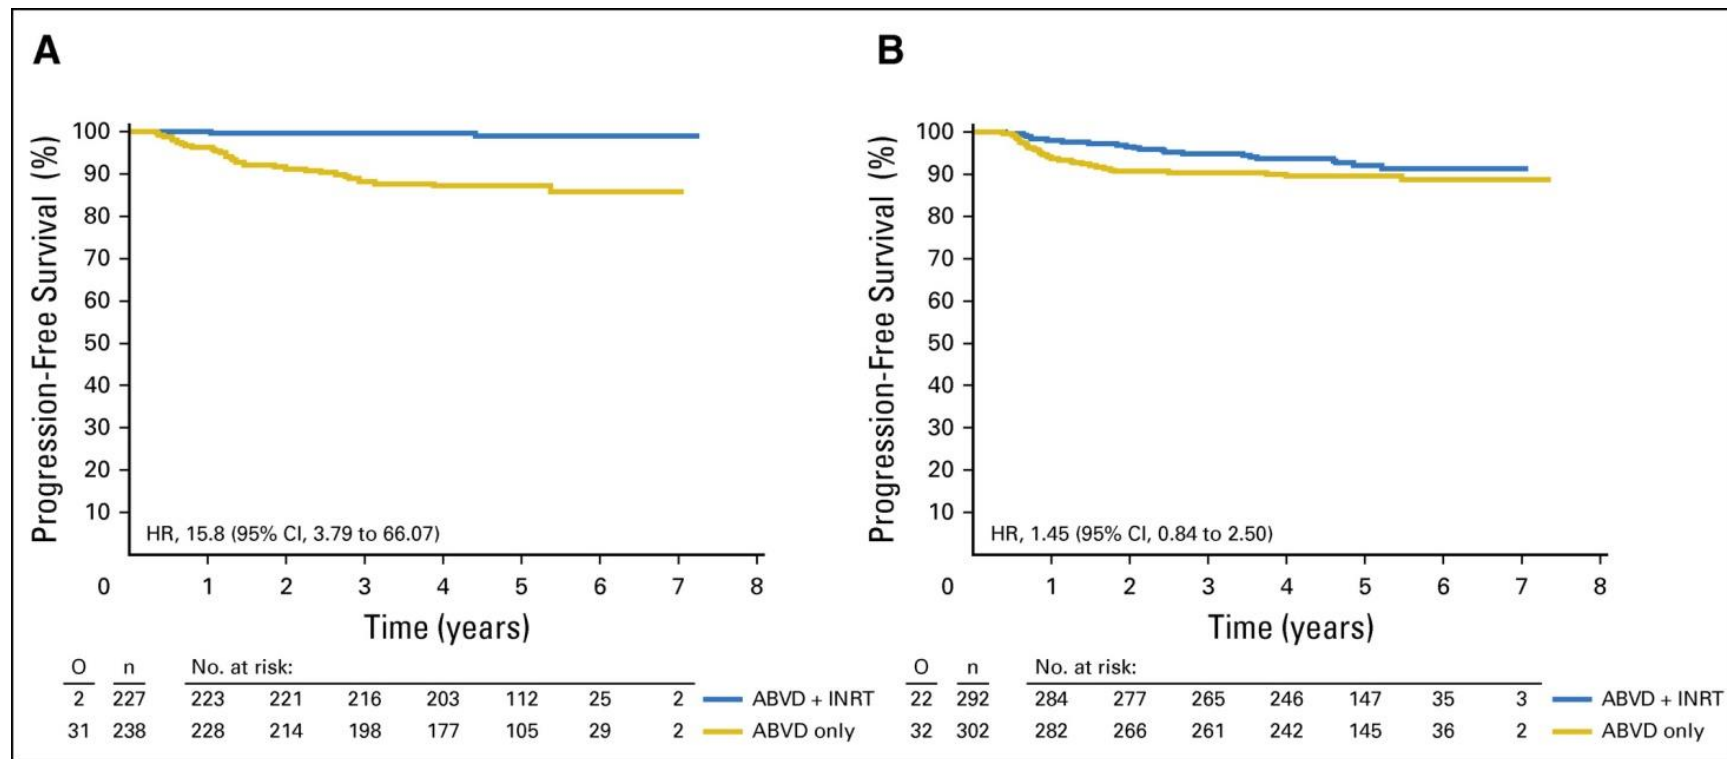 A
Progression-Free Survival (%)
100
90
80
70
60
50
40
30
20
10
HR, 15.8 (95% CI, 3.79 to 66.07)
0 1 2 3 4 5 6 7 8
Time (years)
O n No. at risk:
2 227 223 221 216 203 112 25 2 ABVD + INRT
31 238 228 214 198 177 105 29 2 ABVD only
B
Progression-Free Survival (%)
100
90
80
70
60
50
40
30
20
10
HR, 1.45 (95% CI, 0.84 to 2.50)
0 1 2 3 4 5 6 7 8
Time (years)
O n No. at risk:
22 292 284 277 265 246 147 35 3 ABVD + INRT
32 302 282 266 261 242 145 36 2 ABVD only